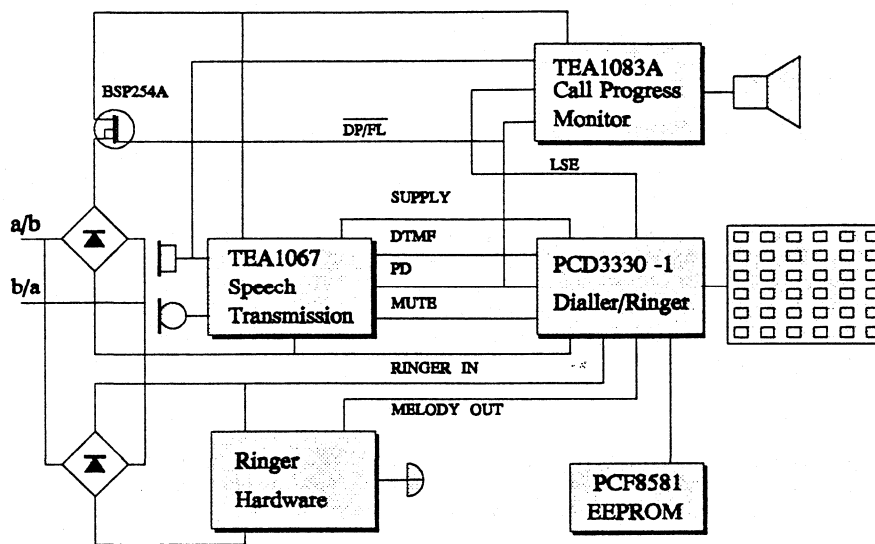 BSP254A
TEA1083A
Call Progress
Monitor
DP/FL
LSE
SUPPLY
a/b
DTMF
TEA1067
Speech
Transmission
PD
PCD3330 -1
Dialler/Ringer
b/a
MUTE
RINGER IN
MELODY OUT
Ringer
Hardware
PCF8581
EEPROM